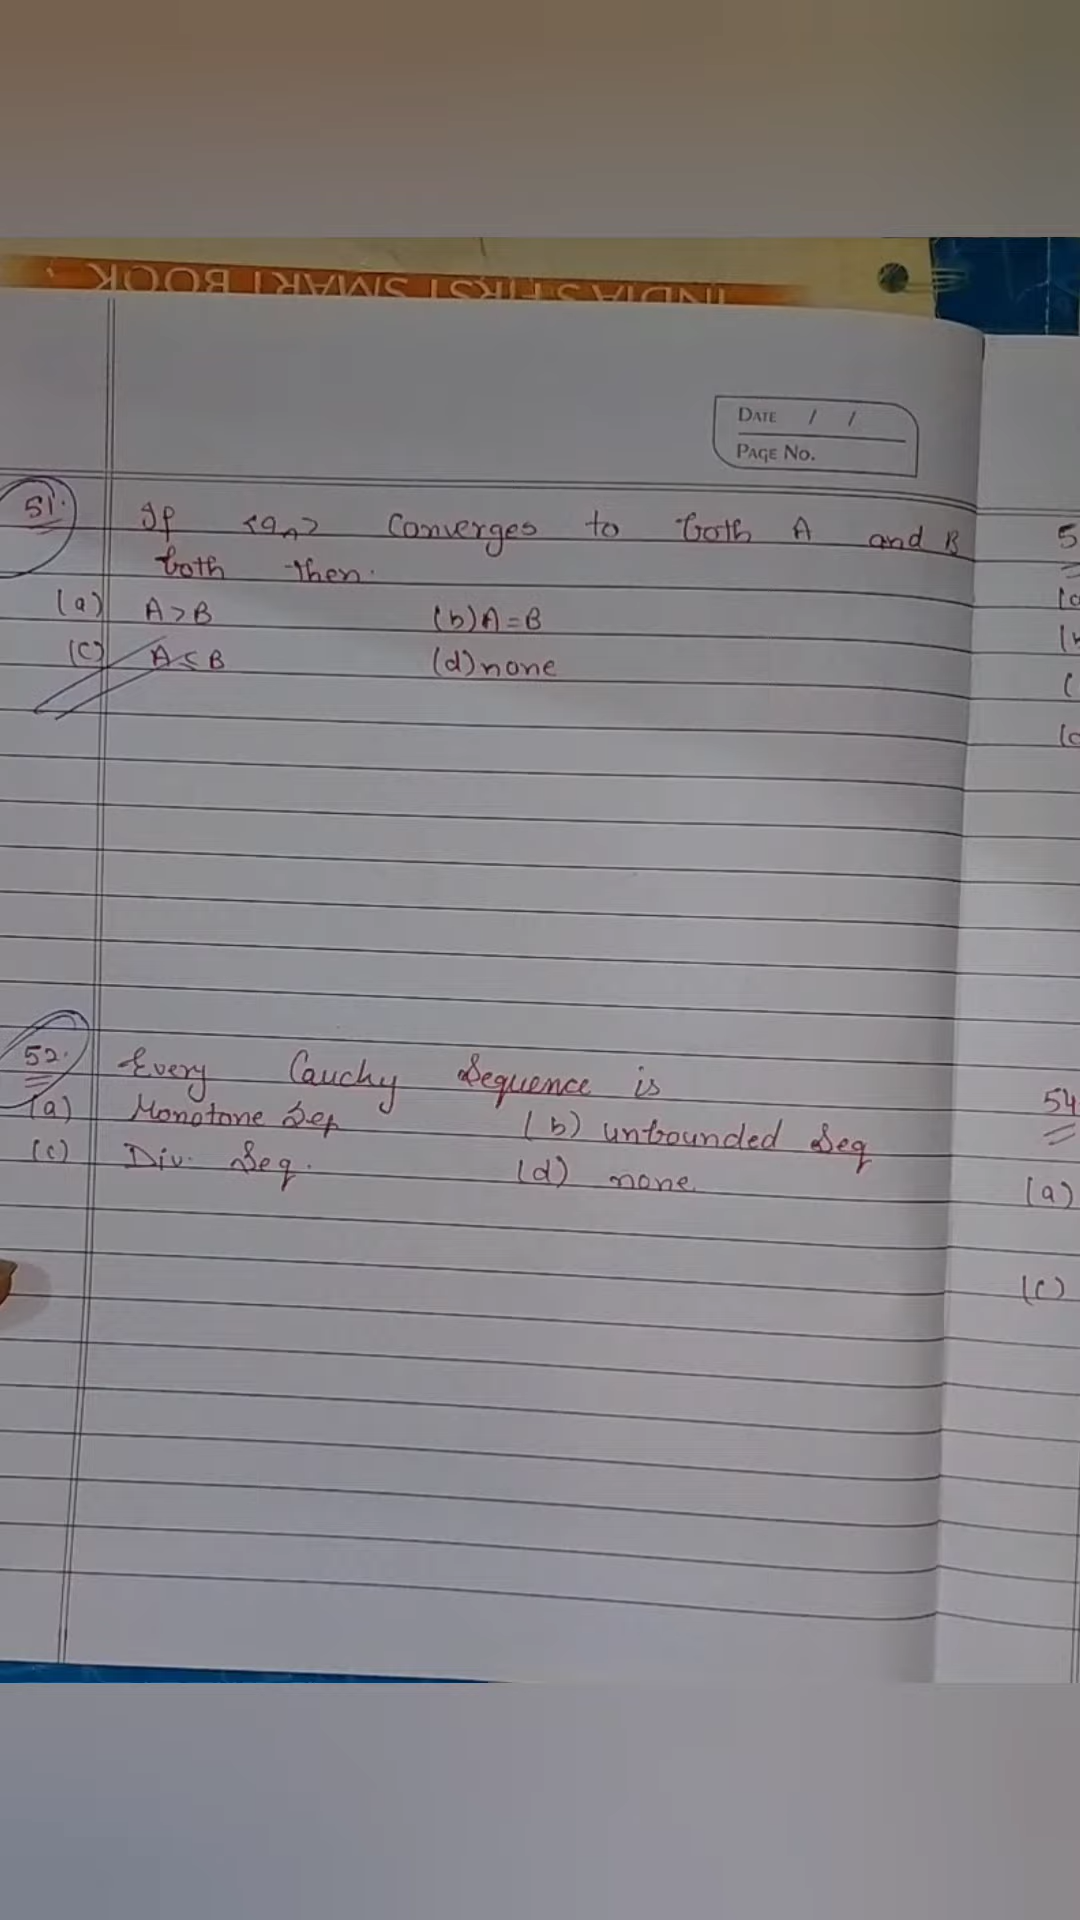 INDIA'S FIRST SMART BOOK
DATE / /
PAGE NO.
51. If <an> Converges to both A and B
both then.
(a) A>B (b) A=B
(c) A<B (d) none
52. Every Cauchy Sequence is
(a) Monotone Seq (b) unbounded Seq
(c) Div. Seq. (d) none
54
(a)
(c)